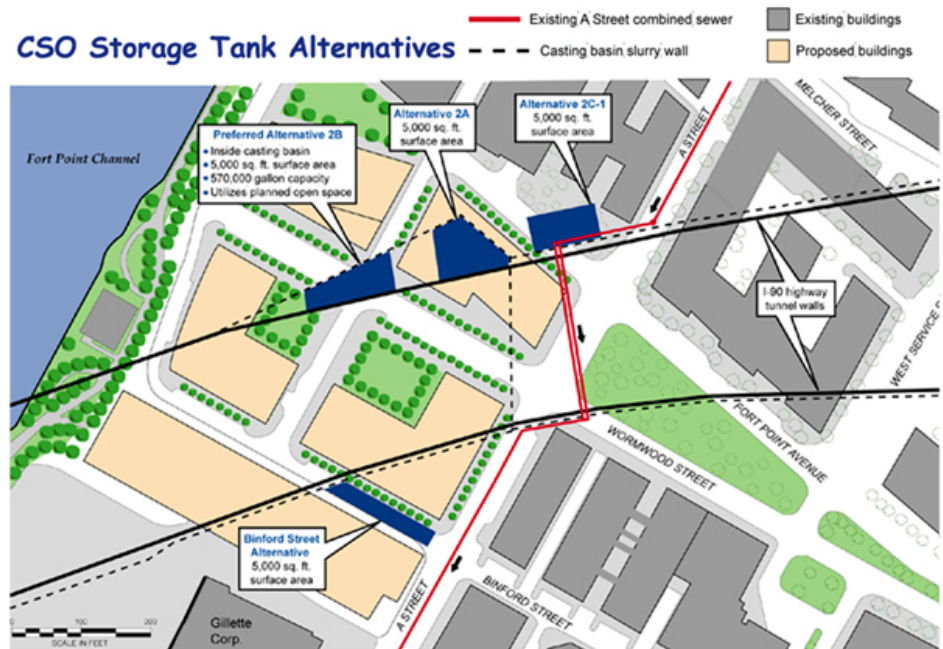 CSO Storage Tank Alternatives
Existing A Street combined sewer
Casting basin slurry wall
Existing buildings
Proposed buildings
Fort Point Channel
Preferred Alternative 2B
• Inside casting basin
• 5,000 sq. ft. surface area
• 570,000 gallon capacity
• Utilizes planned open space
Alternative 2A
5,000 sq. ft.
surface area
Alternative 2C-1
5,000 sq. ft.
surface area
A STREET
MELCHER STREET
I-90 highway
tunnel walls
WEST SERVICE
FORT POINT AVENUE
WORMWOOD STREET
Binford Street
Alternative
5,000 sq. ft.
surface area
A STREET
BINFORD STREET
Gillette
Corp.
100
200
SCALE IN FEET